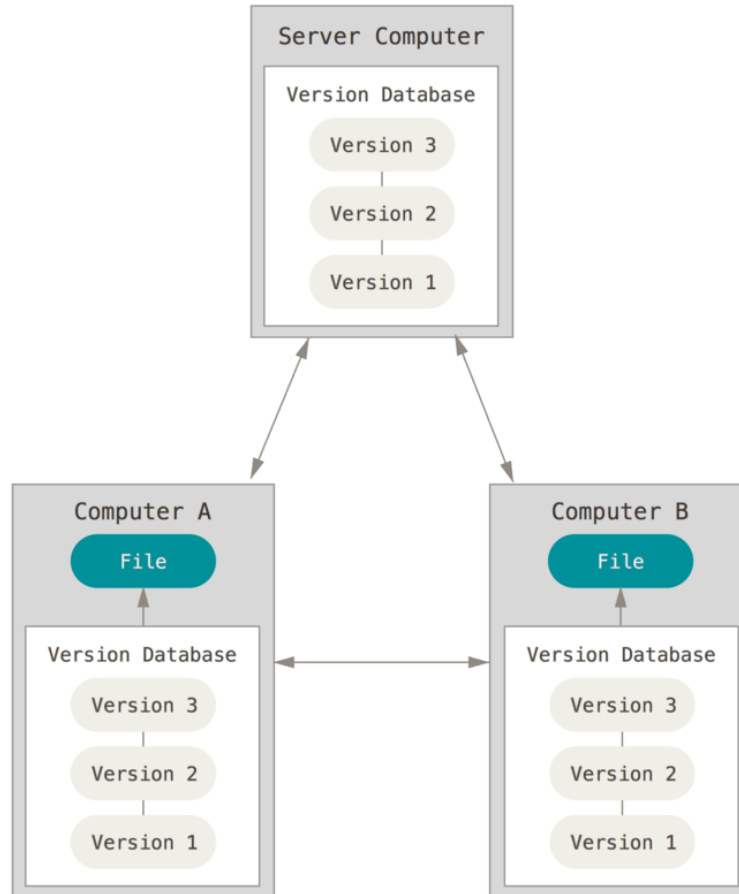 Server Computer
Version Database
Version 3
Version 2
Version 1
Computer A
File
Version Database
Version 3
Version 2
Version 1
Computer B
File
Version Database
Version 3
Version 2
Version 1